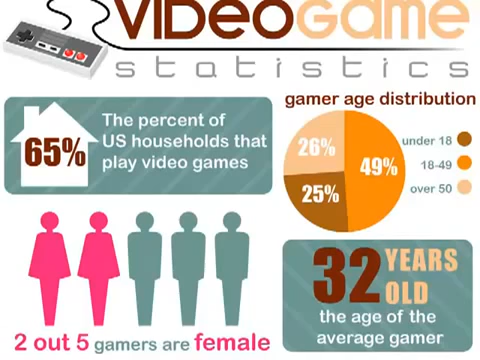 VIDEOGAME
statistics
65%
The percent of
US households that
play video games
gamer age distribution
26%
49%
25%
under 18
18-49
over 50
2 out 5 gamers are female
32 YEARS
OLD
the age of the
average gamer